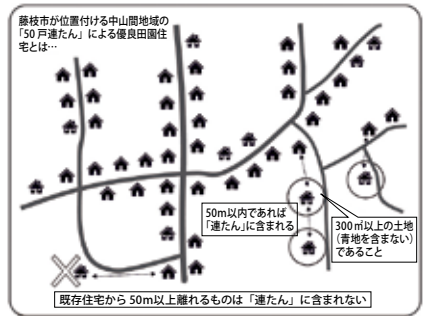 藤枝市が位置付ける中山間地域の
「50戸連たん」による優良田園住
宅とは…
50m以内であれば
「連たん」に含まれる
300㎡以上の土地
（青地を含まない）
であること
既存住宅から50m以上離れるものは「連たん」に含まれない